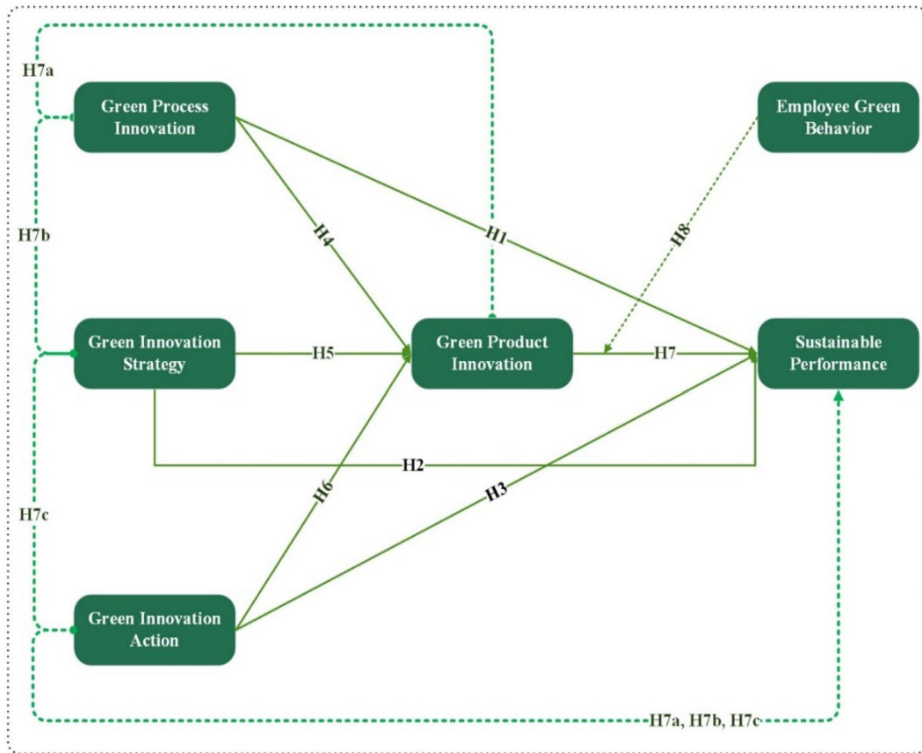 H7a
Green Process
Innovation
Employee Green
Behavior
H7b
H4
H1
H8
Green Innovation
Strategy
H5
Green Product
Innovation
H7
Sustainable
Performance
H2
H6
H3
H7c
Green Innovation
Action
H7a, H7b, H7c